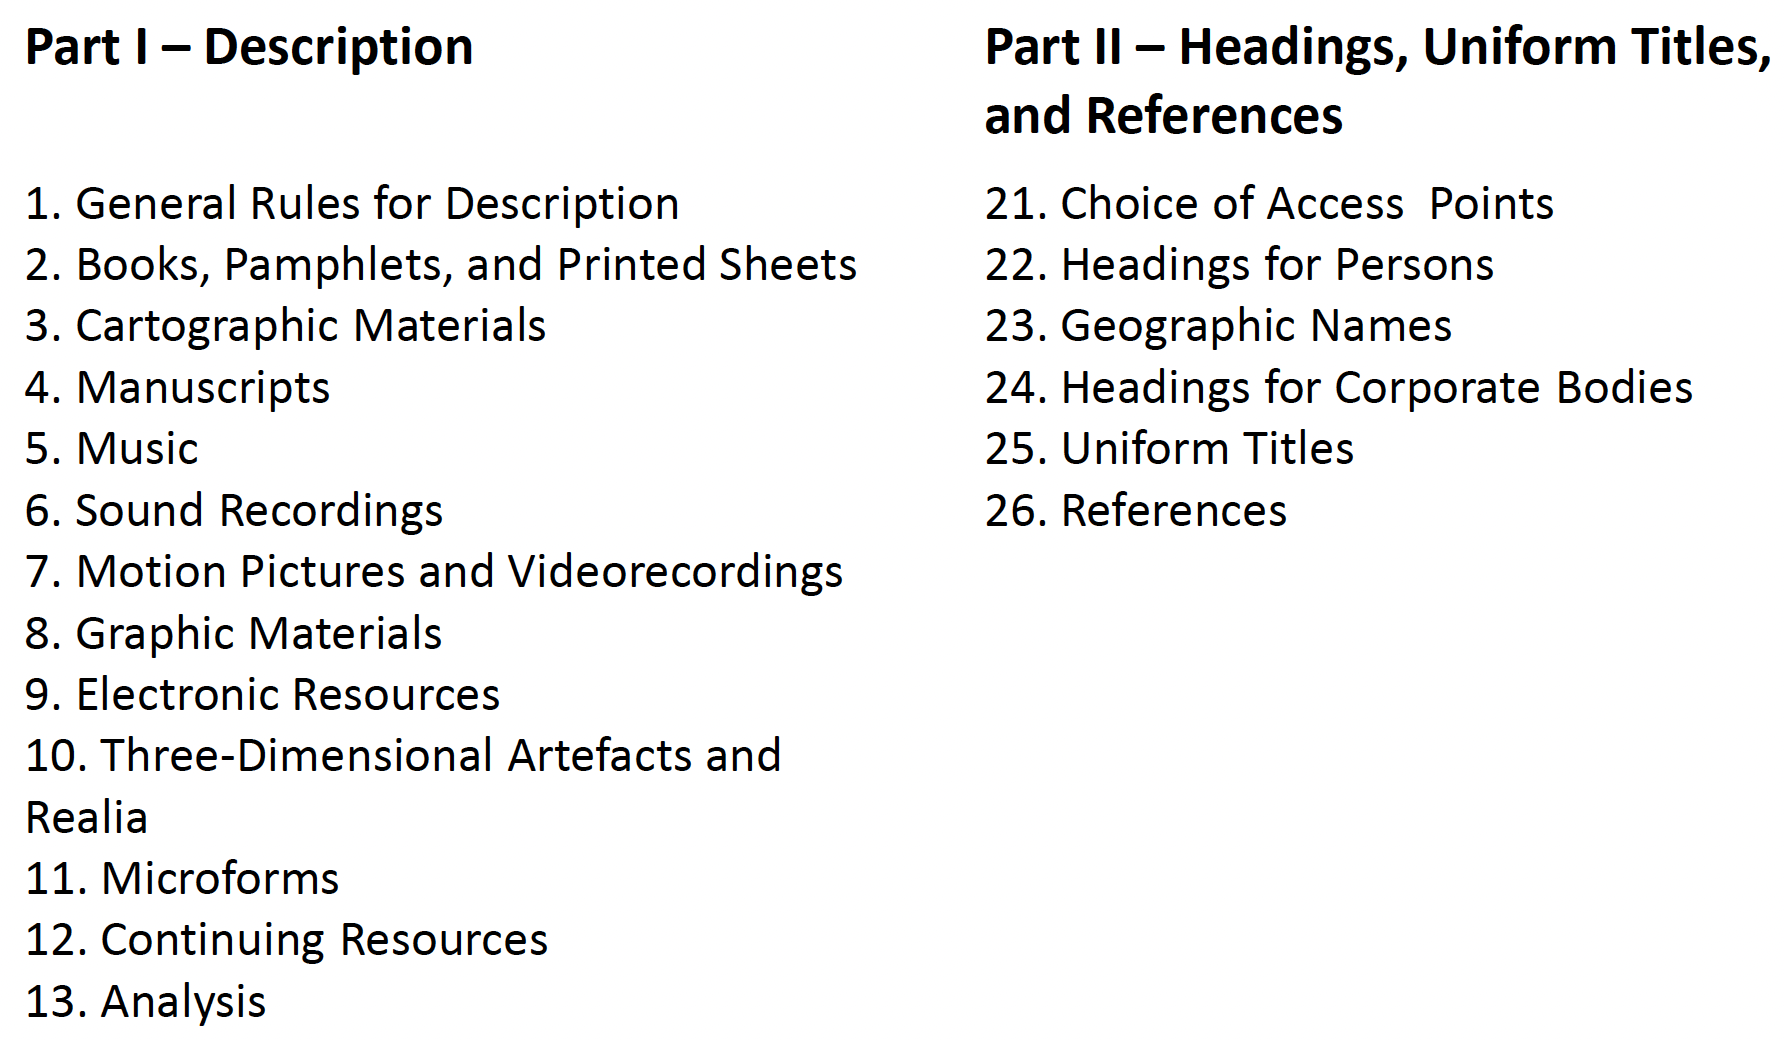 Part I – Description
1. General Rules for Description
2. Books, Pamphlets, and Printed Sheets
3. Cartographic Materials
4. Manuscripts
5. Music
6. Sound Recordings
7. Motion Pictures and Videorecordings
8. Graphic Materials
9. Electronic Resources
10. Three-Dimensional Artefacts and
Realia
11. Microforms
12. Continuing Resources
13. Analysis
Part II – Headings, Uniform Titles,
and References
21. Choice of Access  Points
22. Headings for Persons
23. Geographic Names
24. Headings for Corporate Bodies
25. Uniform Titles
26. References